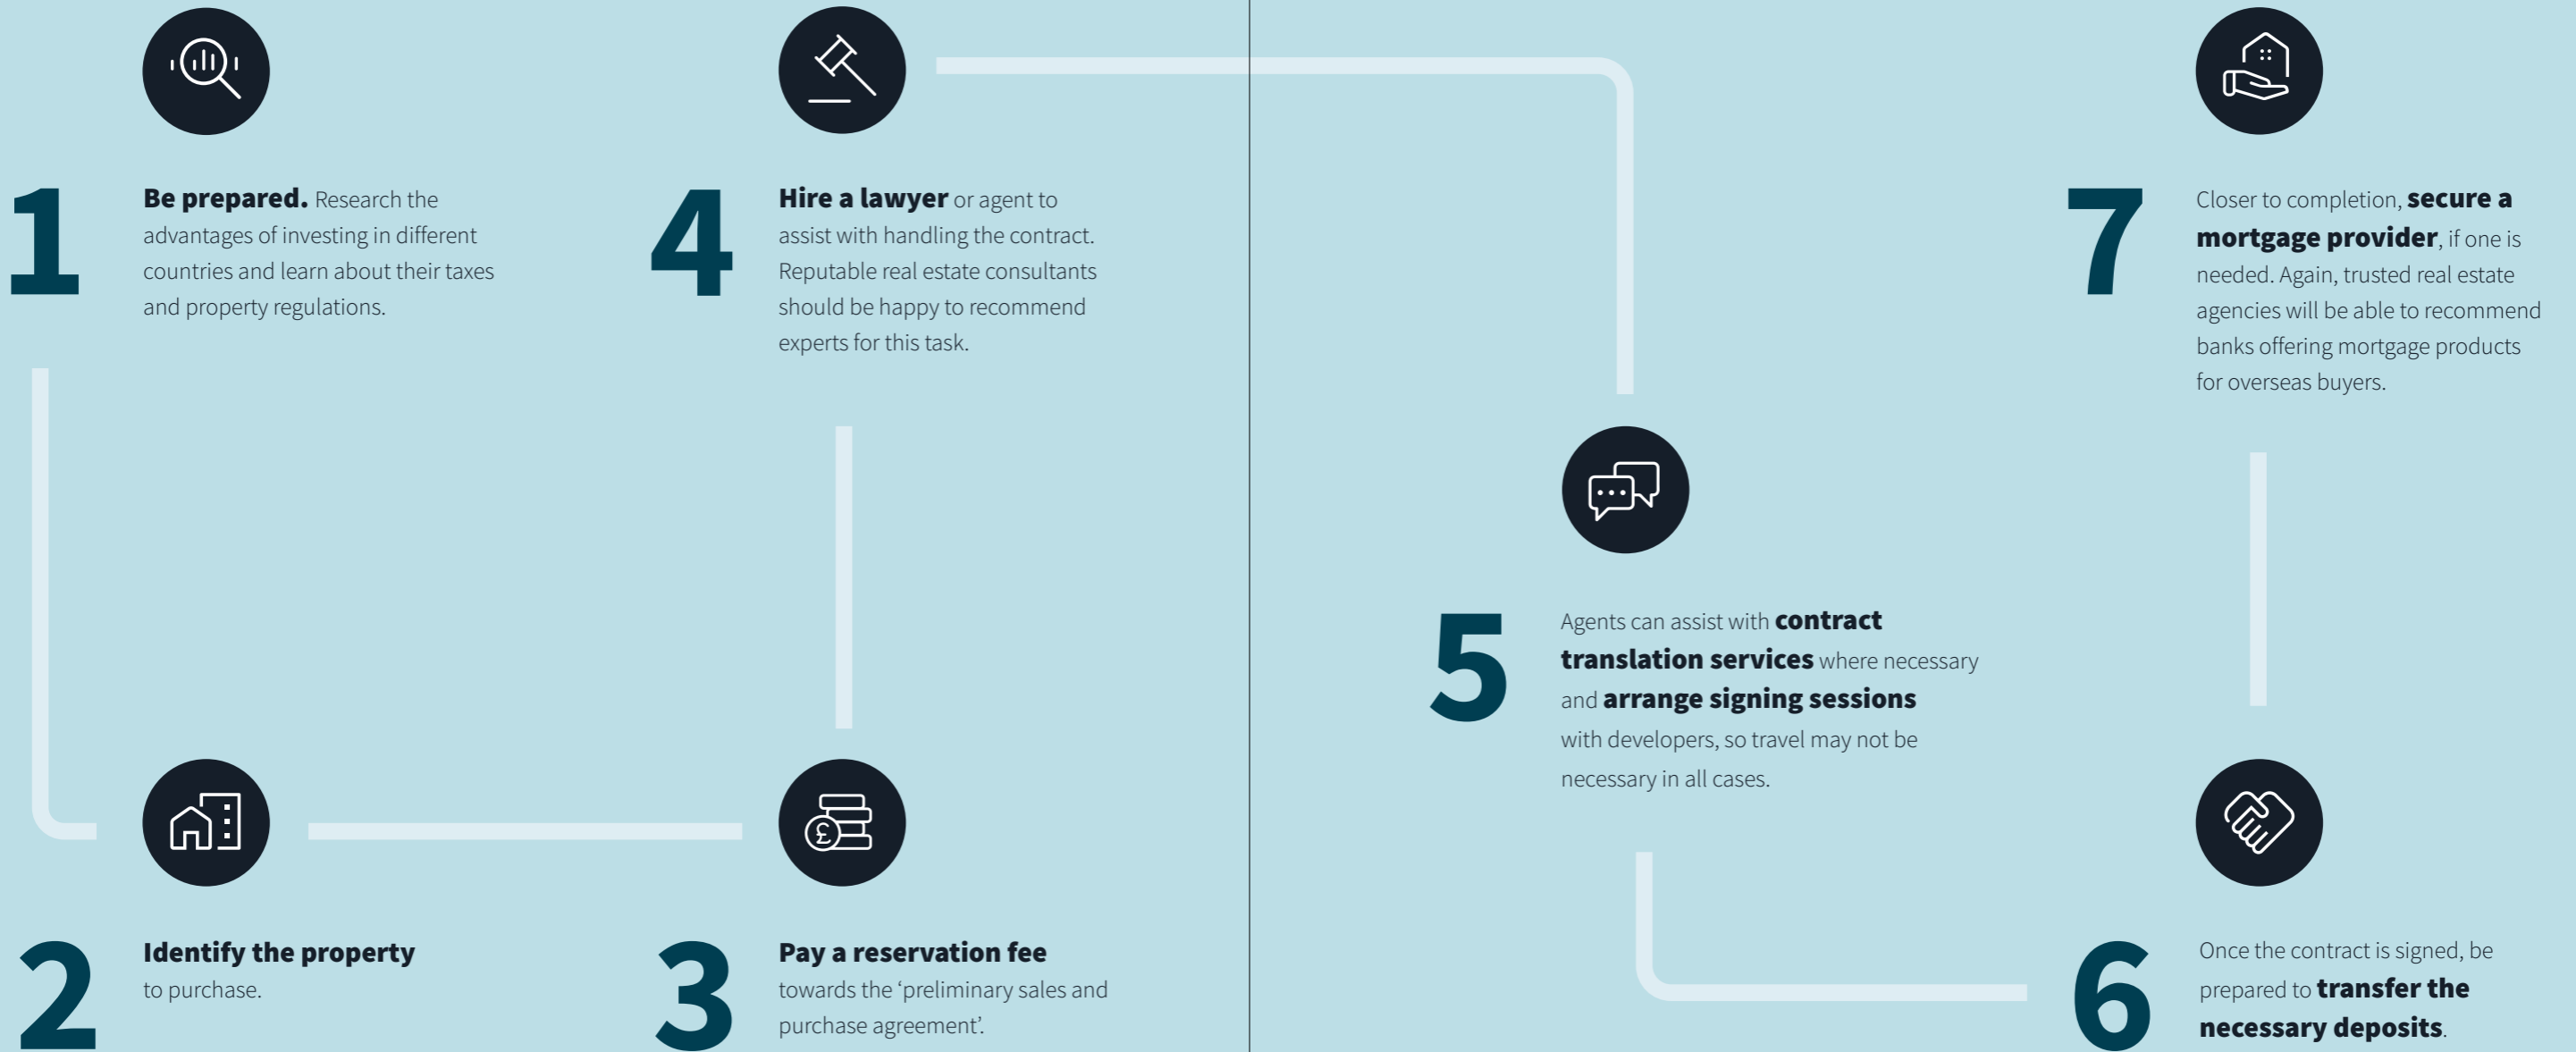 1
Be prepared. Research the
advantages of investing in different
countries and learn about their taxes
and property regulations.
2
Identify the property
to purchase.
3
£
Pay a reservation fee
towards the ‘preliminary sales and
purchase agreement’.
4
Hire a lawyer or agent to
assist with handling the contract.
Reputable real estate consultants
should be happy to recommend
experts for this task.
5
Agents can assist with contract
translation services where necessary
and arrange signing sessions
with developers, so travel may not be
necessary in all cases.
6
Once the contract is signed, be
prepared to transfer the
necessary deposits.
7
Closer to completion, secure a
mortgage provider, if one is
needed. Again, trusted real estate
agencies will be able to recommend
banks offering mortgage products
for overseas buyers.